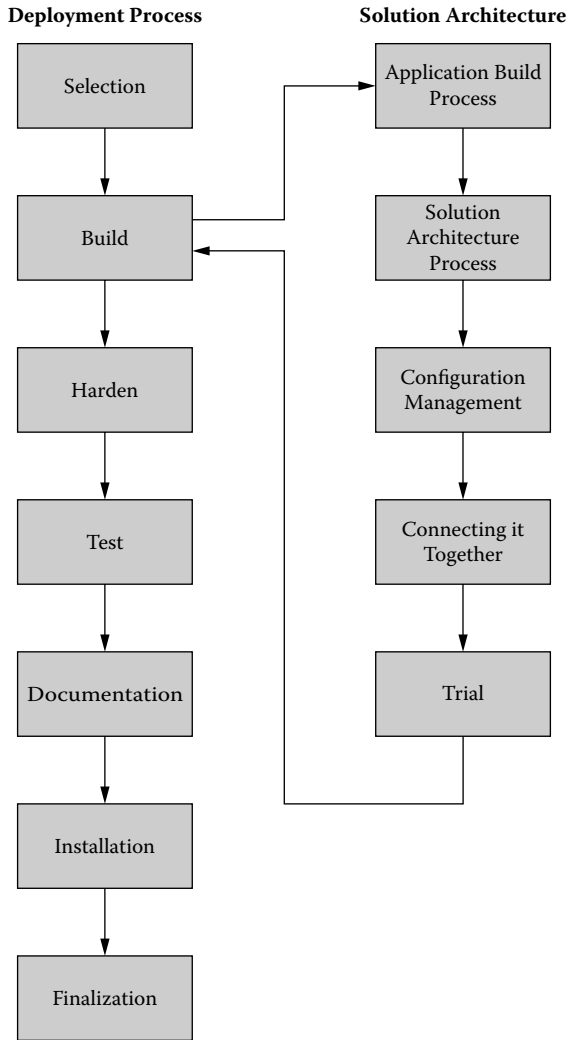 Deployment Process
Selection
Build
Harden
Test
Documentation
Installation
Finalization
Solution Architecture
Application Build
Process
Solution
Architecture
Process
Configuration
Management
Connecting it
Together
Trial